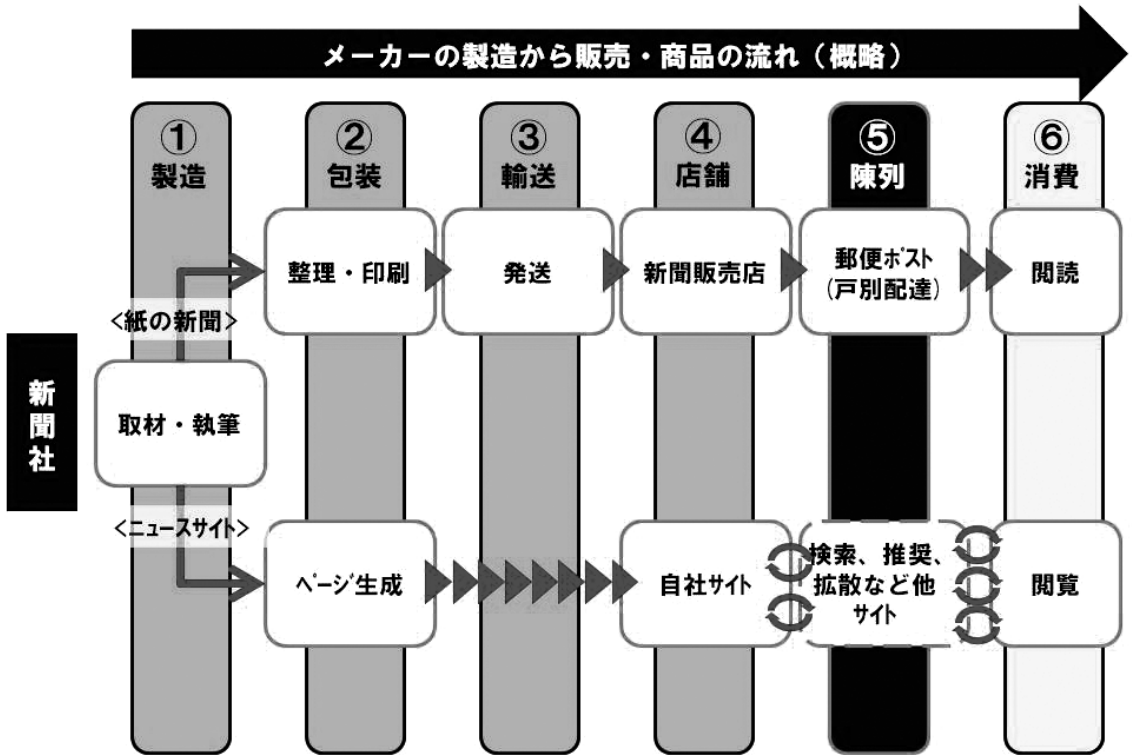 メーカーの製造から販売・商品の流れ（概略）
① ② ③ ④ ⑤ ⑥
製造 包装 輸送 店舗 陳列 消費
整理・印刷
発送
新聞販売店
郵便ポスト
(戸別配達)
閲読
<紙の新聞>
新聞社
取材・執筆
<ニュースサイト>
ページ生成
自社サイト
検索、推奨、
拡散など他
サイト
閲覧